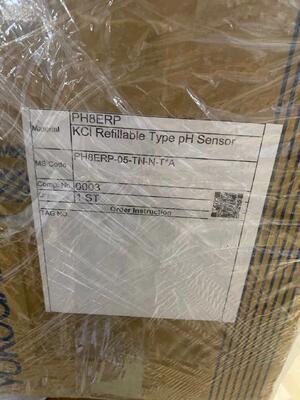 Material
PH8ERP
KCl Refillable Type pH Sensor
MS Code
PH8ERP-05-TN-N-T*A
Comp. No.
0003
1 ST
TAG NO.
Order Instruction